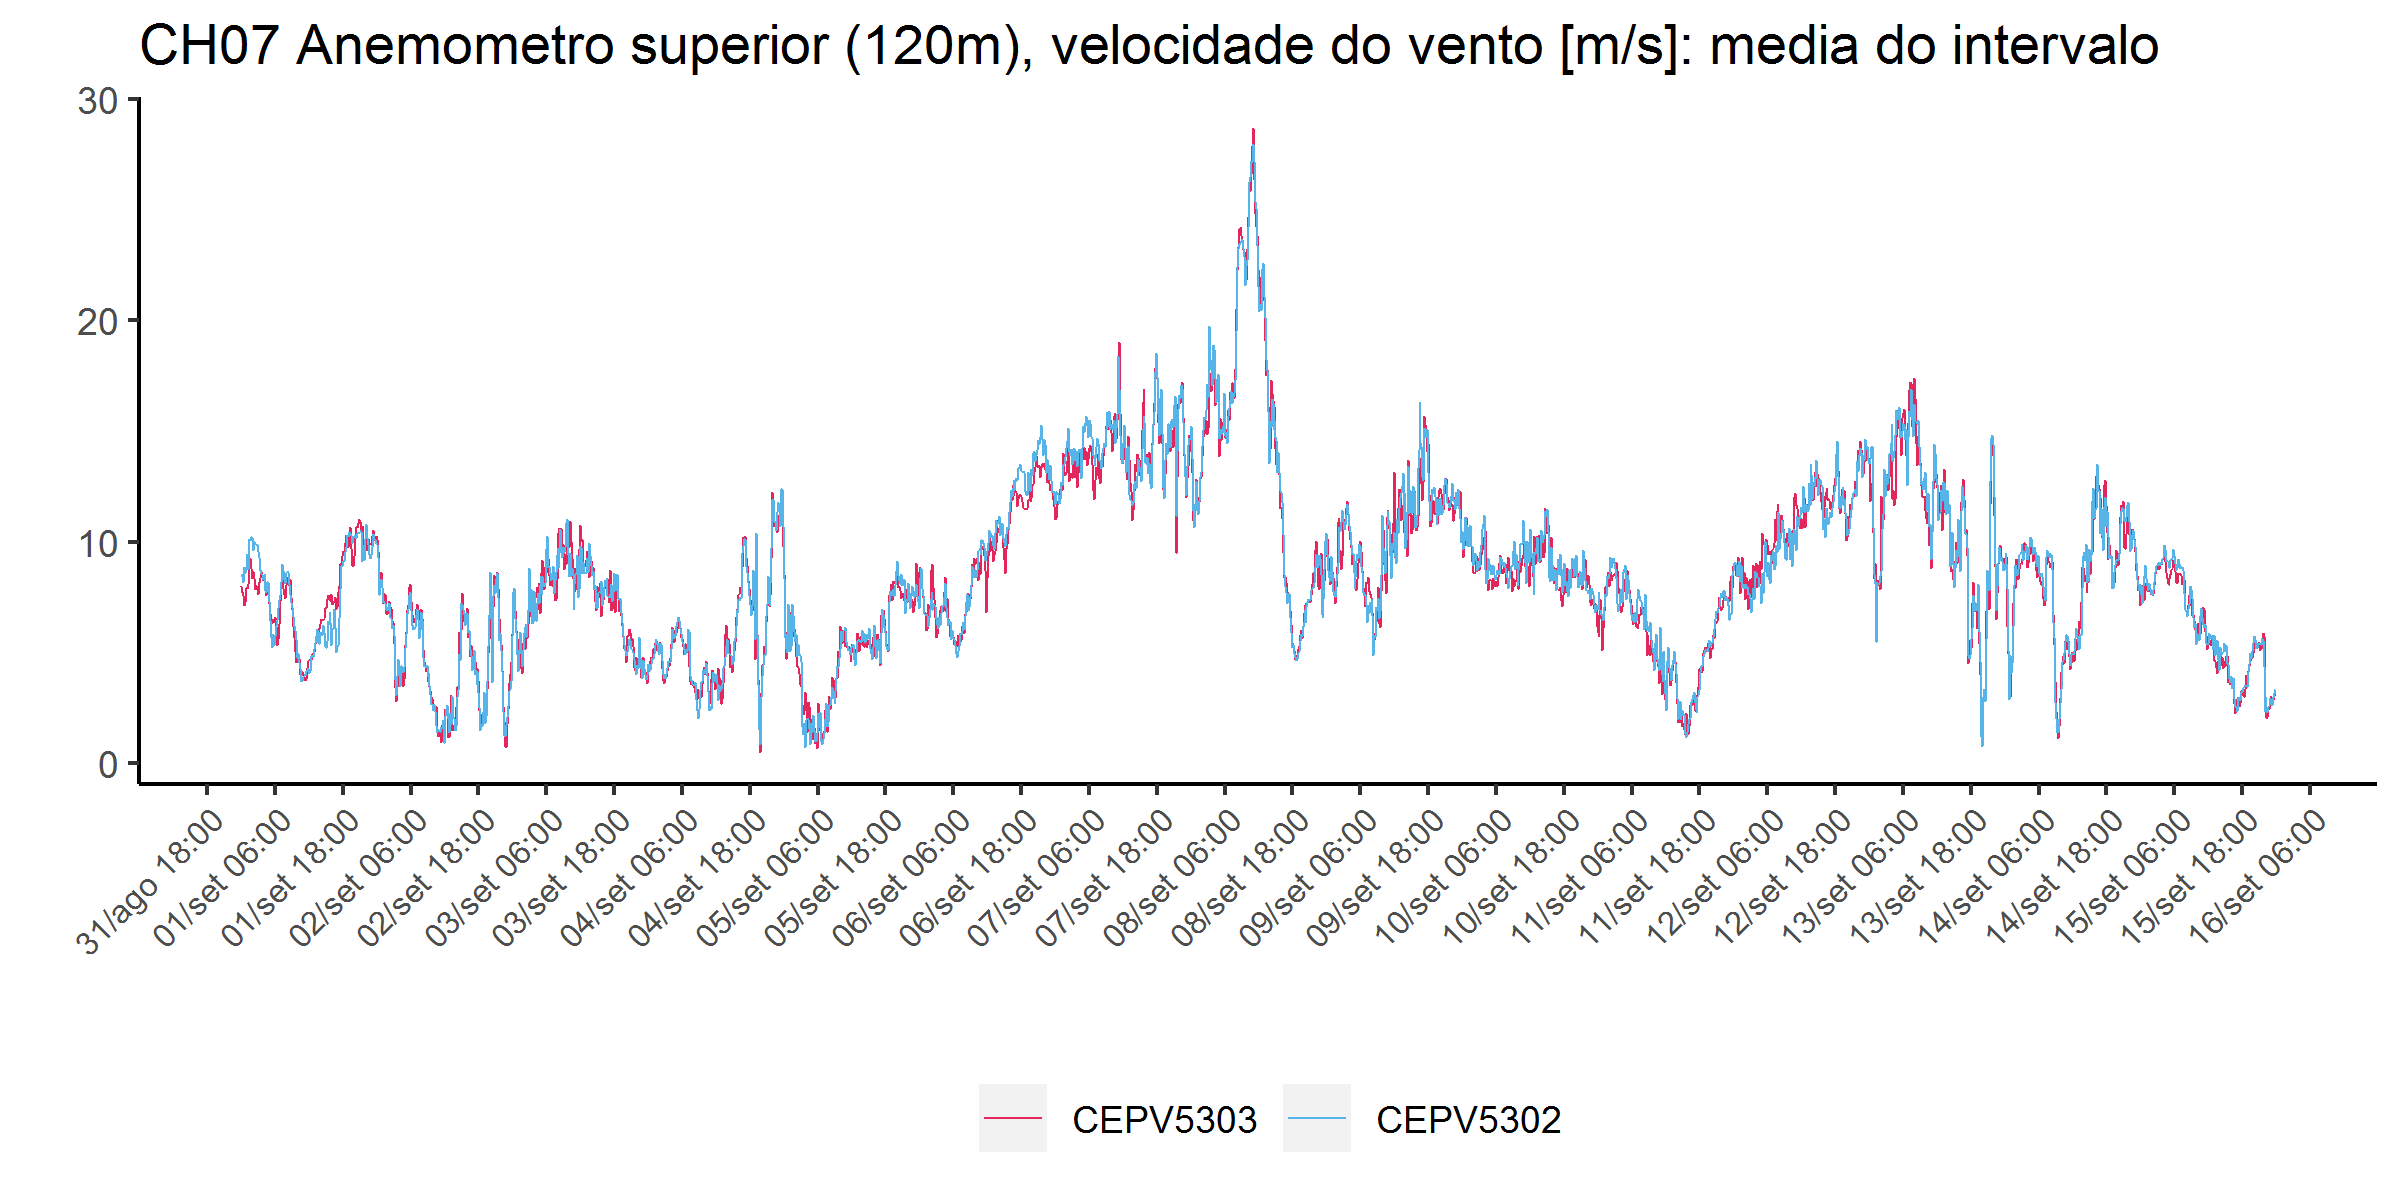 CH07 Anemometro superior (120m), velocidade do vento [m/s]: media do intervalo
30
20
10
0
31/ago 18:00
01/set 06:00
01/set 18:00
02/set 06:00
02/set 18:00
03/set 06:00
03/set 18:00
04/set 06:00
04/set 18:00
05/set 06:00
05/set 18:00
06/set 06:00
06/set 18:00
07/set 06:00
07/set 18:00
08/set 06:00
08/set 18:00
09/set 06:00
09/set 18:00
10/set 06:00
10/set 18:00
11/set 06:00
11/set 18:00
12/set 06:00
12/set 18:00
13/set 06:00
13/set 18:00
14/set 06:00
14/set 18:00
15/set 06:00
15/set 18:00
16/set 06:00
CEPV5303
CEPV5302